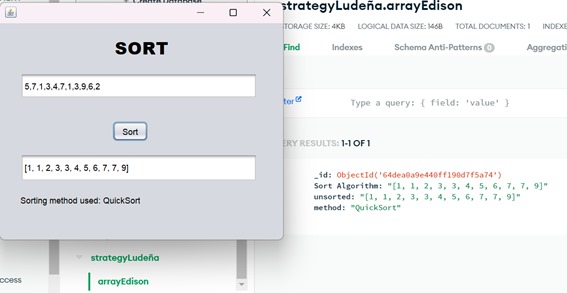 Create Database
SORT
5,7,1,3,4,7,1,3,9,6,2
Sort
[1, 1, 2, 3, 3, 4, 5, 6, 7, 7, 9]
Sorting method used: QuickSort
strategyLudeña
arrayEdison
ccess
strategyLudeña.arrayEdison
STORAGE SIZE: 4KB LOGICAL DATA SIZE: 146B TOTAL DOCUMENTS: 1 INDEXE
Find Indexes Schema Anti-Patterns 0 Aggregati
ter Type a query: { field: 'value' }
ERY RESULTS: 1-1 OF 1
_id: ObjectId('64dea0a9e440ff190d7f5a74')
Sort Algorithm: "[1, 1, 2, 3, 3, 4, 5, 6, 7, 7, 9]"
unsorted: "[1, 1, 2, 3, 3, 4, 5, 6, 7, 7, 9]"
method: "QuickSort"